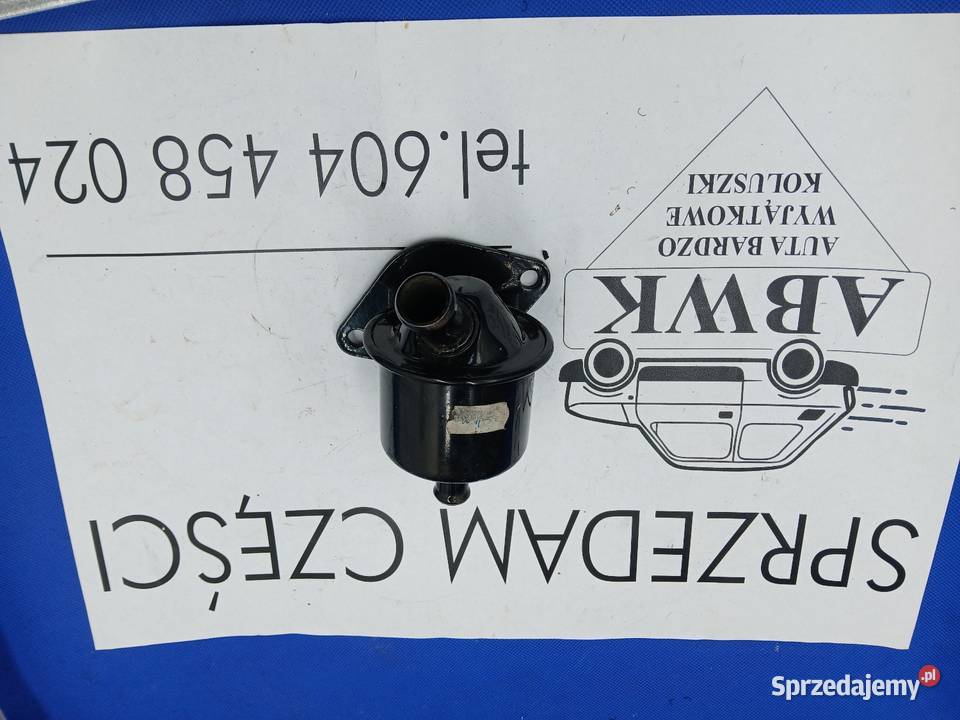 SPRZEDAM CZĘŚCI
ABWK
AUTA BARDZO
WYJĄTKOWE
KOLUSZKI
tel.604 458 024
Sprzedajemy.pl